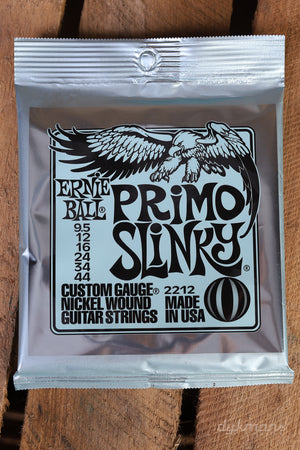 ERNIE BALL®
PRIMO SLINKY®
9.5
12
16
24
34
44
CUSTOM GAUGE® 2212 MADE
NICKEL WOUND
GUITAR STRINGS IN USA
dijkmans